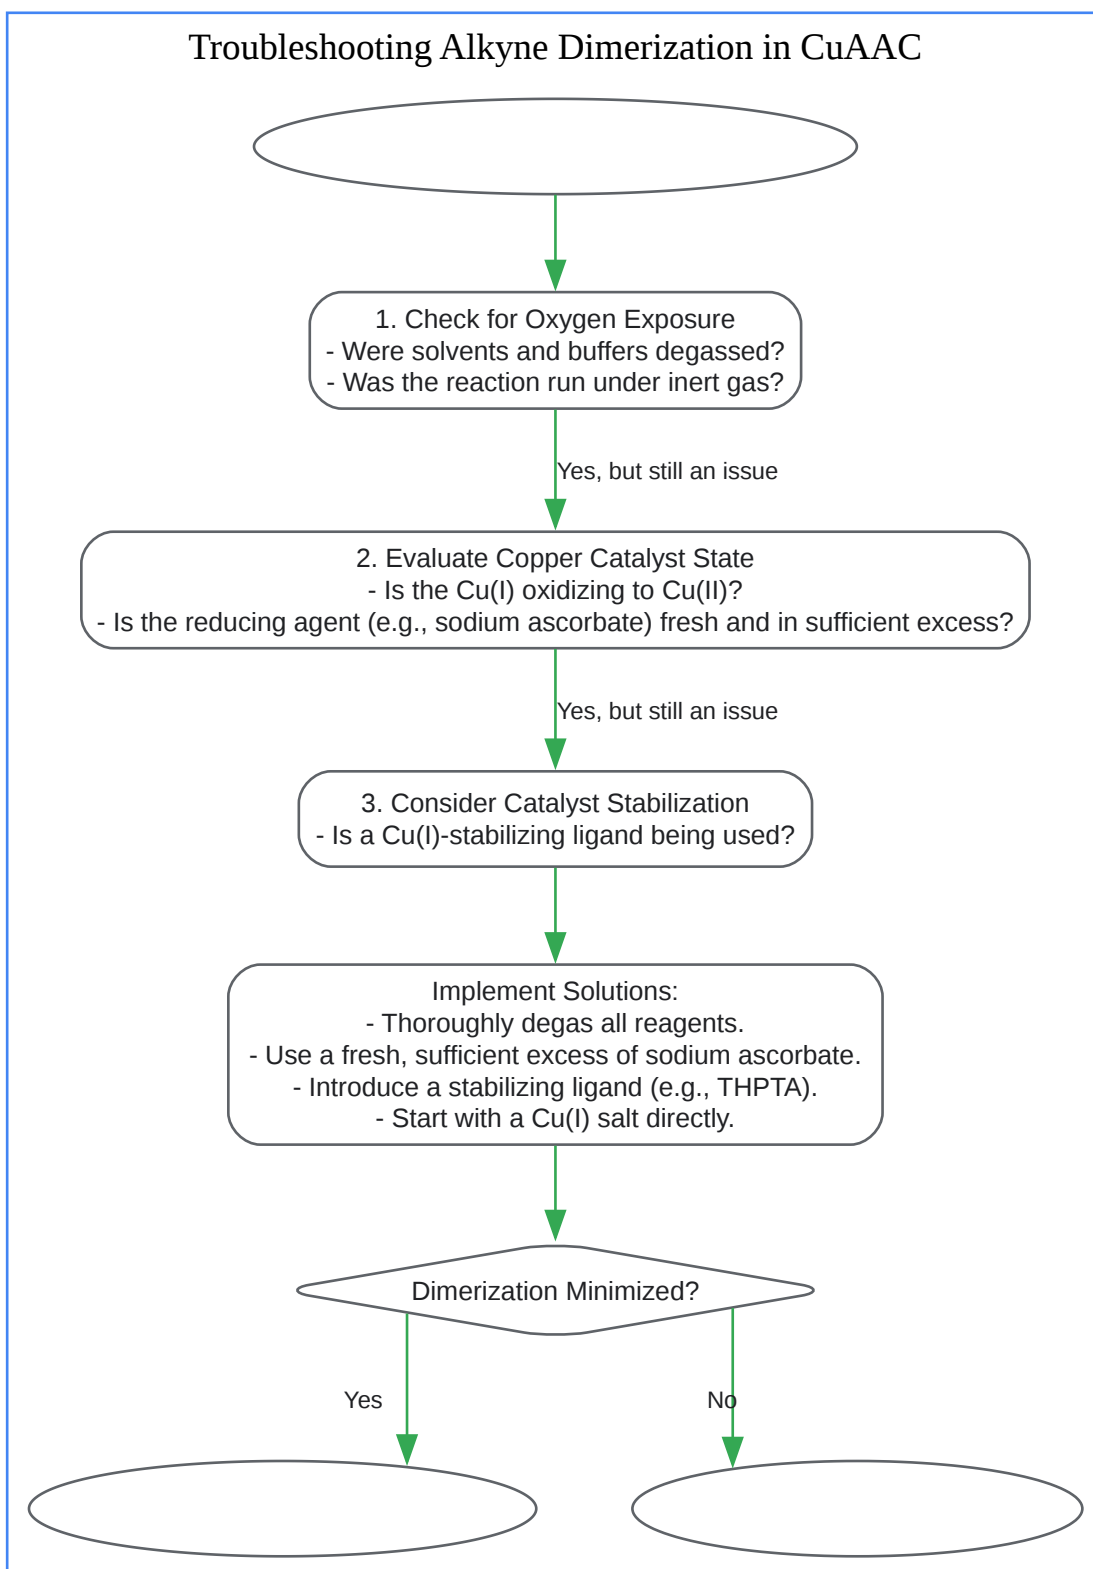 Troubleshooting Alkyne Dimerization in CuAAC
1. Check for Oxygen Exposure
- Were solvents and buffers degassed?
- Was the reaction run under inert gas?
Yes, but still an issue
2. Evaluate Copper Catalyst State
- Is the Cu(I) oxidizing to Cu(II)?
- Is the reducing agent (e.g., sodium ascorbate) fresh and in sufficient excess?
Yes, but still an issue
3. Consider Catalyst Stabilization
- Is a Cu(I)-stabilizing ligand being used?
Implement Solutions:
- Thoroughly degas all reagents.
- Use a fresh, sufficient excess of sodium ascorbate.
- Introduce a stabilizing ligand (e.g., THPTA).
- Start with a Cu(I) salt directly.
Dimerization Minimized?
Yes
No